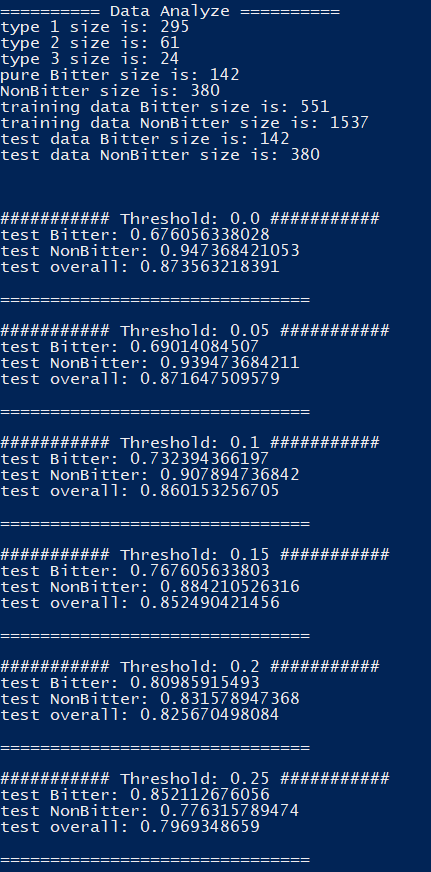 ========== Data Analyze ==========
type 1 size is: 295
type 2 size is: 61
type 3 size is: 24
pure Bitter size is: 142
NonBitter size is: 380
training data Bitter size is: 551
training data NonBitter size is: 1537
test data Bitter size is: 142
test data NonBitter size is: 380
########### Threshold: 0.0 ###########
test Bitter: 0.676056338028
test NonBitter: 0.947368421053
test overall: 0.873563218391
===============================
########### Threshold: 0.05 ###########
test Bitter: 0.69014084507
test NonBitter: 0.939473684211
test overall: 0.871647509579
===============================
########### Threshold: 0.1 ###########
test Bitter: 0.732394366197
test NonBitter: 0.907894736842
test overall: 0.860153256705
===============================
########### Threshold: 0.15 ###########
test Bitter: 0.767605633803
test NonBitter: 0.884210526316
test overall: 0.852490421456
===============================
########### Threshold: 0.2 ###########
test Bitter: 0.80985915493
test NonBitter: 0.831578947368
test overall: 0.825670498084
===============================
########### Threshold: 0.25 ###########
test Bitter: 0.852112676056
test NonBitter: 0.776315789474
test overall: 0.7969348659
===============================